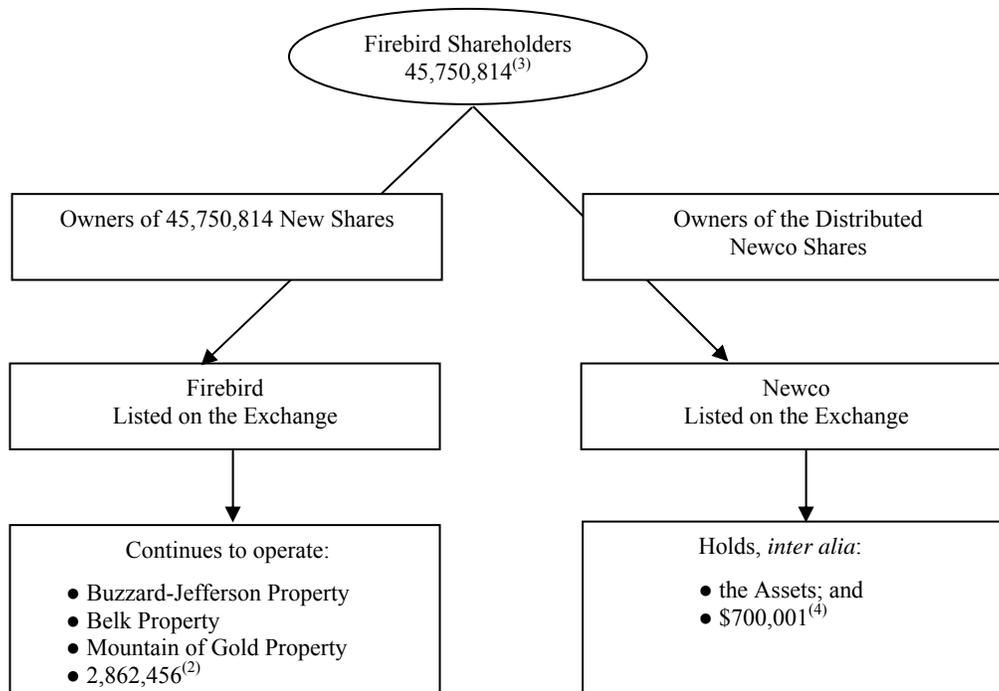 Firebird Shareholders
45,750,814(3)
Owners of 45,750,814 New Shares
Owners of the Distributed
Newco Shares
Firebird
Listed on the Exchange
Newco
Listed on the Exchange
Continues to operate:
● Buzzard-Jefferson Property
● Belk Property
● Mountain of Gold Property
● 2,862,456(2)
Holds, inter alia:
● the Assets; and
● $700,001(4)